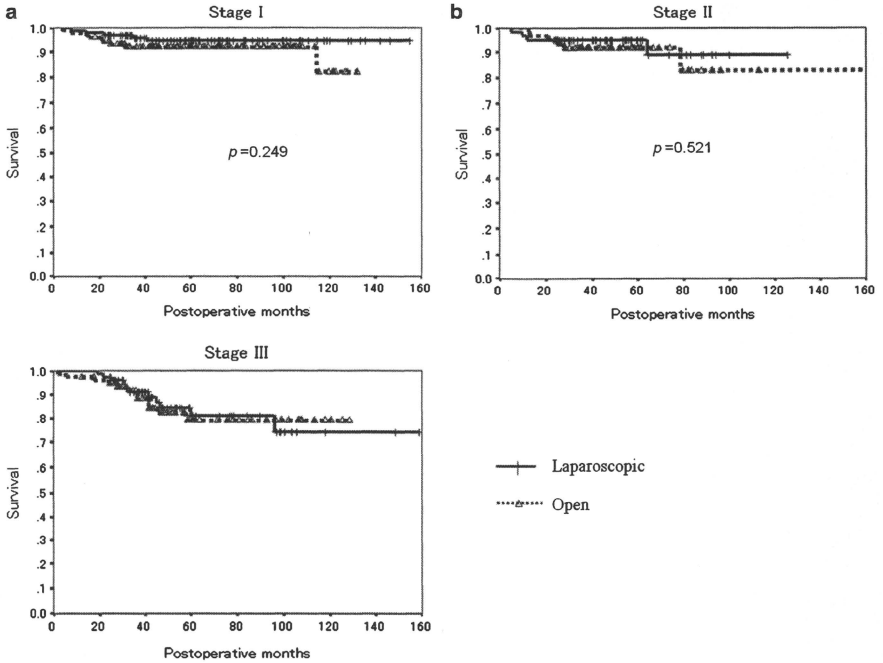 a
Stage I
1.0
.9
.8
.7
.6
.5
.4
.3
.2
.1
0.0
Survival
p=0.249
0 20 40 60 80 100 120 140 160
Postoperative months
b
Stage II
1.0
.9
.8
.7
.6
.5
.4
.3
.2
.1
0.0
Survival
p=0.521
0 20 40 60 80 100 120 140 160
Postoperative months
Stage III
1.0
.9
.8
.7
.6
.5
.4
.3
.2
.1
0.0
Survival
0 20 40 60 80 100 120 140 160
Postoperative months
Laparoscopic
Open